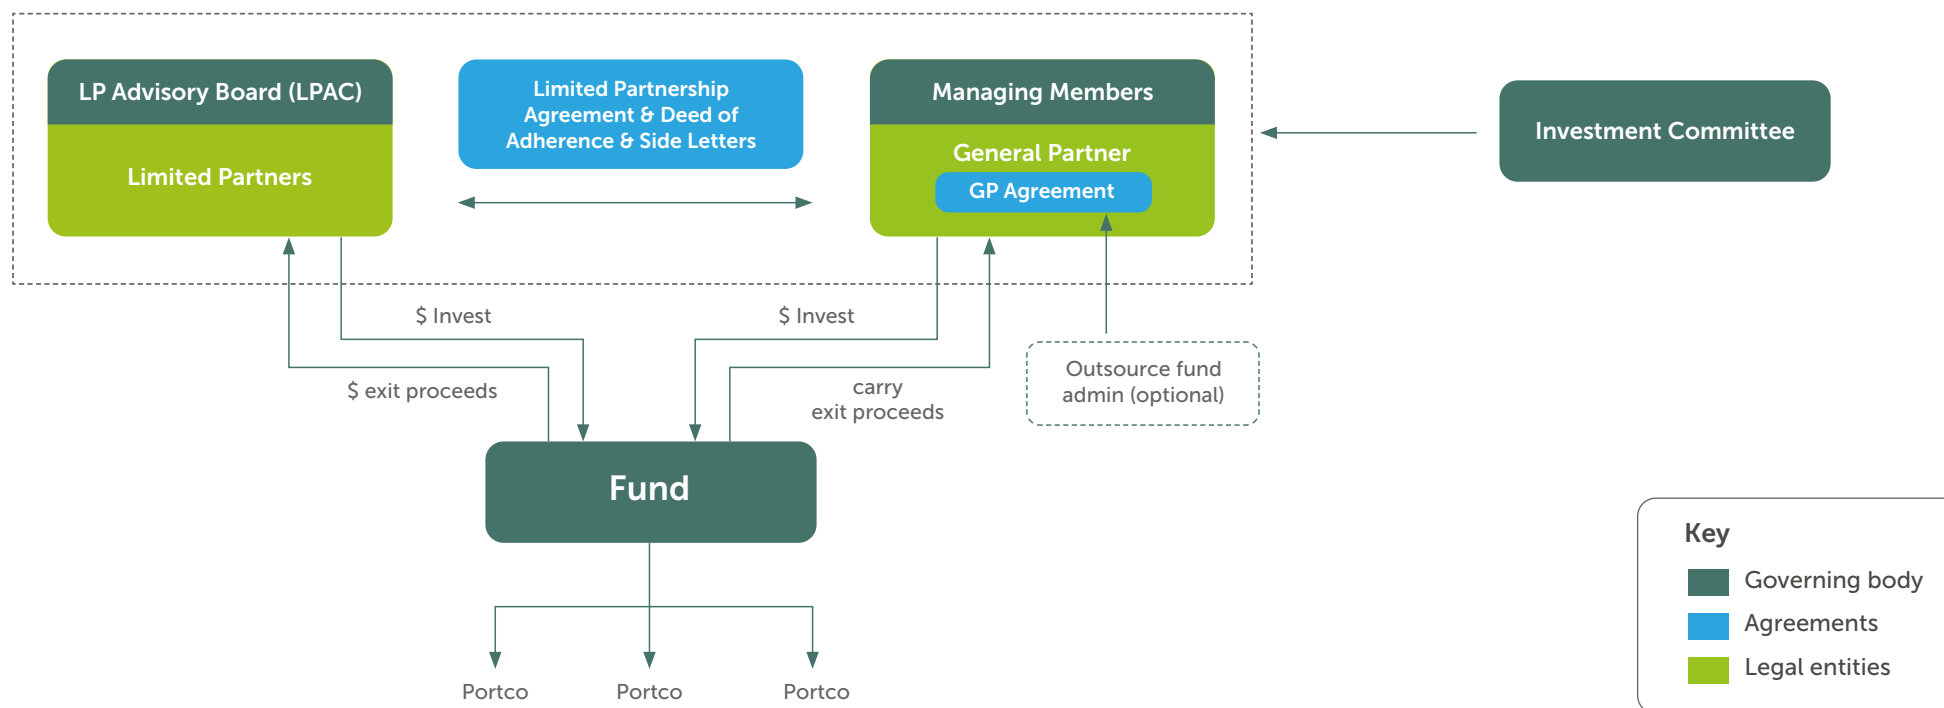 LP Advisory Board (LPAC)
Limited Partners
Limited Partnership
Agreement & Deed of
Adherence & Side Letters
Managing Members
General Partner
GP Agreement
Investment Committee
$ Invest
$ exit proceeds
$ Invest
carry
exit proceeds
Outsource fund
admin (optional)
Fund
Portco
Portco
Portco
Key
Governing body
Agreements
Legal entities